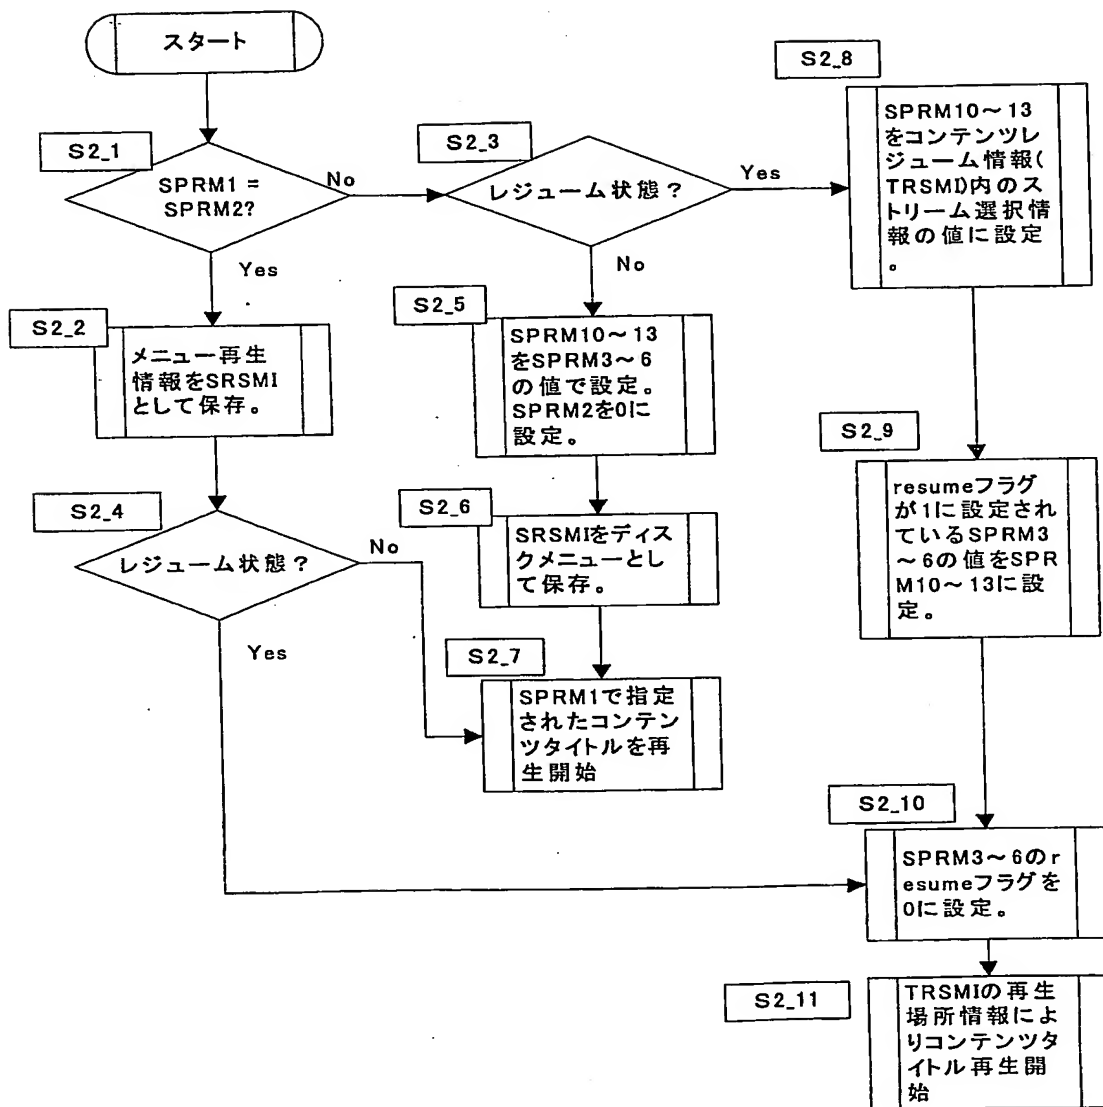 スタート
S2_1
SPRM1 =
SPRM2?
No
Yes
S2_3
レジューム状態?
Yes
No
S2_8
SPRM10～13
をコンテンツレ
ジューム情報(
TRSMI)内のス
トリーム選択情
報の値に設定
。
S2_2
メニュー再生
情報をSRSMI
として保存。
S2_5
SPRM10～13
をSPRM3～6
の値で設定。
SPRM2を0に
設定。
S2_9
resumeフラグ
が1に設定され
ているSPRM3
～6の値をSPR
M10～13に設
定。
S2_4
レジューム状態?
No
Yes
S2_6
SRSMIをディス
クメニューとし
て保存。
S2_7
SPRM1で指定
されたコンテン
ツタイトルを再
生開始
S2_10
SPRM3～6のr
esumeフラグを
0に設定。
S2_11
TRSMIの再生
場所情報によ
りコンテンツタ
イトル再生開
始